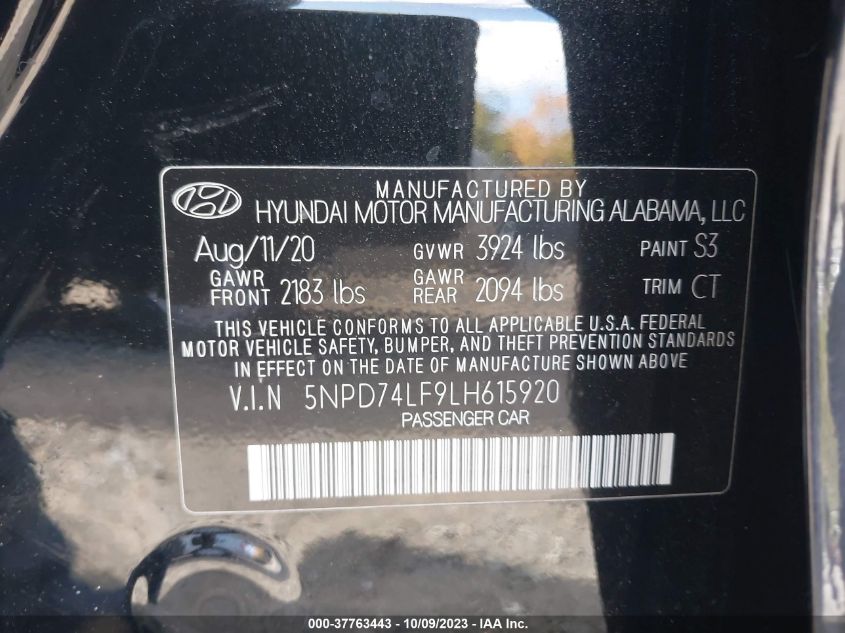 MANUFACTURED BY
HYUNDAI MOTOR MANUFACTURING ALABAMA, LLC
Aug/11/20 GVWR 3924 lbs PAINT S3
GAWR FRONT 2183 lbs GAWR REAR 2094 lbs TRIM CT
THIS VEHICLE CONFORMS TO ALL APPLICABLE U.S.A. FEDERAL
MOTOR VEHICLE SAFETY, BUMPER, AND THEFT PREVENTION STANDARDS
IN EFFECT ON THE DATE OF MANUFACTURE SHOWN ABOVE
V.I.N 5NPD74LF9LH615920
PASSENGER CAR
000-37763443 - 10/09/2023 - IAA Inc.